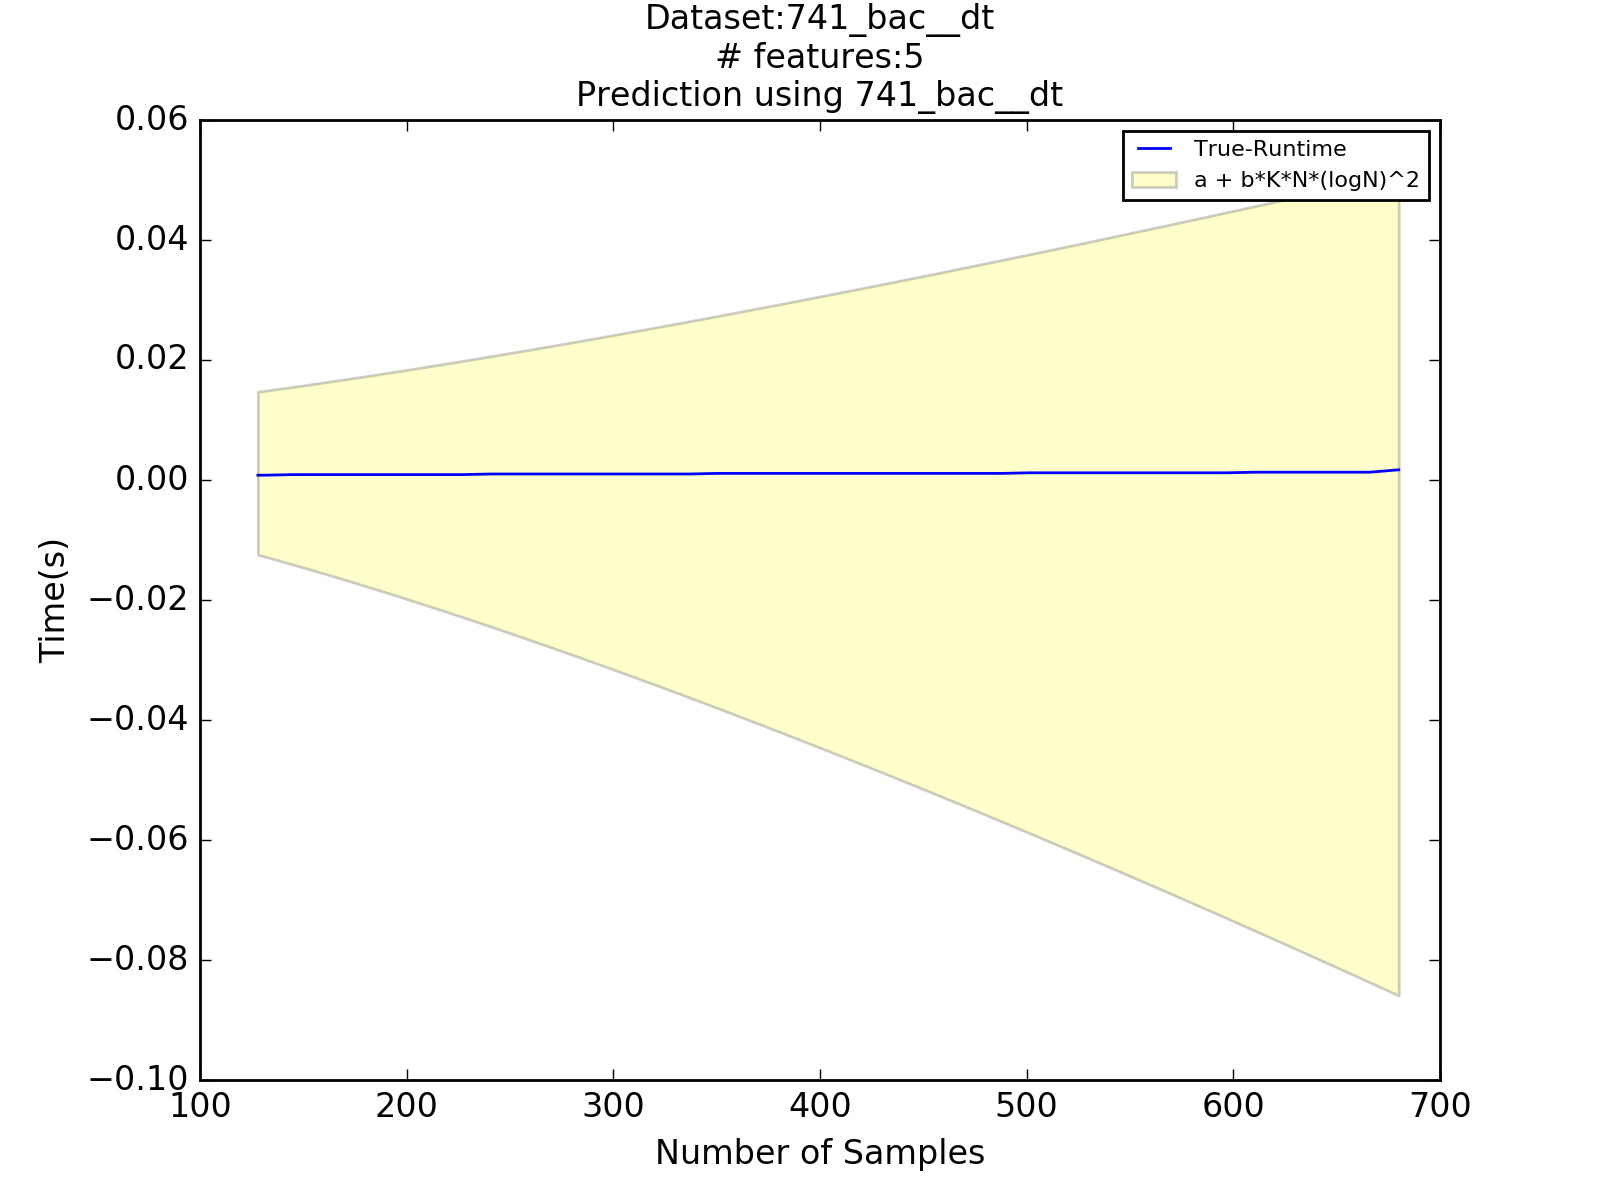 Dataset:741_bac__dt
# features:5
Prediction using 741_bac__dt
True-Runtime
a + b*K*N*(logN)^2
0.06
0.04
0.02
0.00
−0.02
−0.04
−0.06
−0.08
−0.10
Time(s)
100 200 300 400 500 600 700
Number of Samples